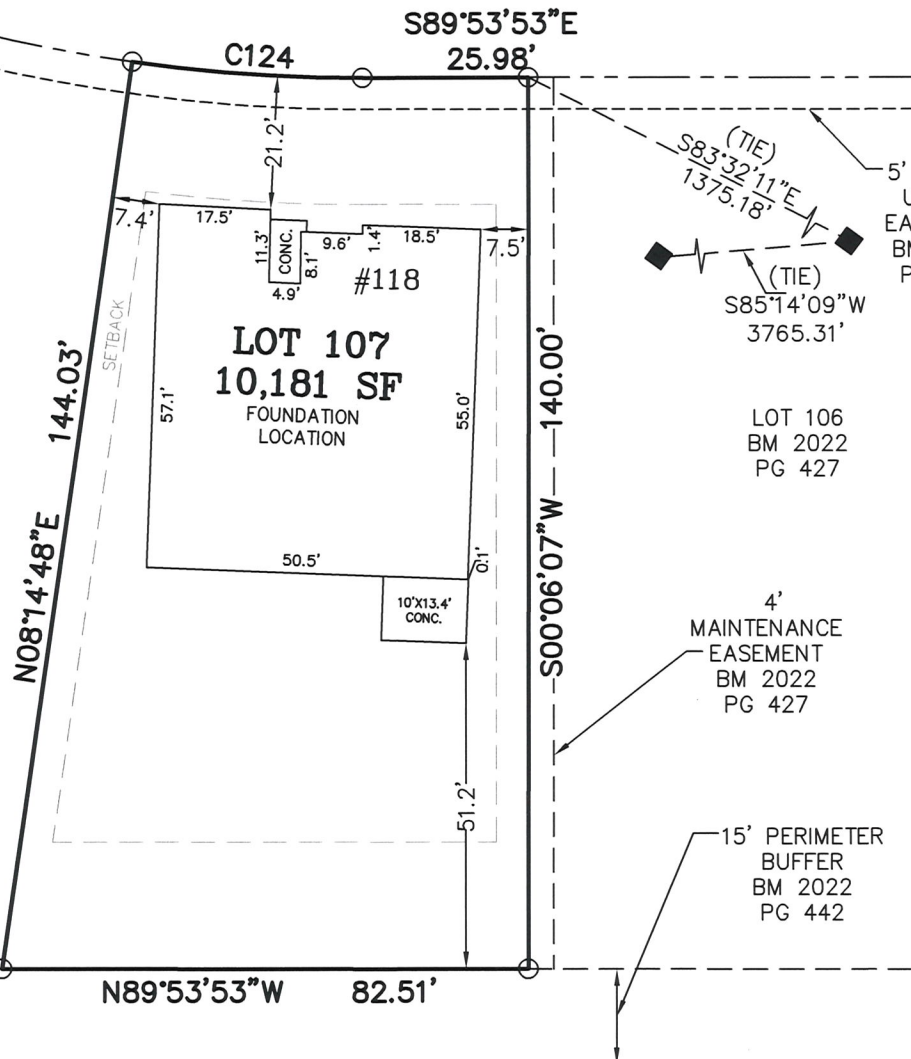 S89°53'53"E
25.98'
C124
21.2'
(TIE)
S83°32'11"E
1375.18'
5'
U
EA
BN
P
7.4'
17.5'
11.3'
CONC.
8.1'
4.9'
9.6'
1.4'
18.5'
7.5'
#118
(TIE)
S85°14'09"W
3765.31'
SETBACK
LOT 107
10,181 SF
FOUNDATION
LOCATION
57.1'
55.0'
144.03'
N08°14'48"E
140.00'
S00°06'07"W
LOT 106
BM 2022
PG 427
50.5'
0.1'
10'X13.4'
CONC.
4'
MAINTENANCE
EASEMENT
BM 2022
PG 427
51.2'
15' PERIMETER
BUFFER
BM 2022
PG 442
N89°53'53"W 82.51'